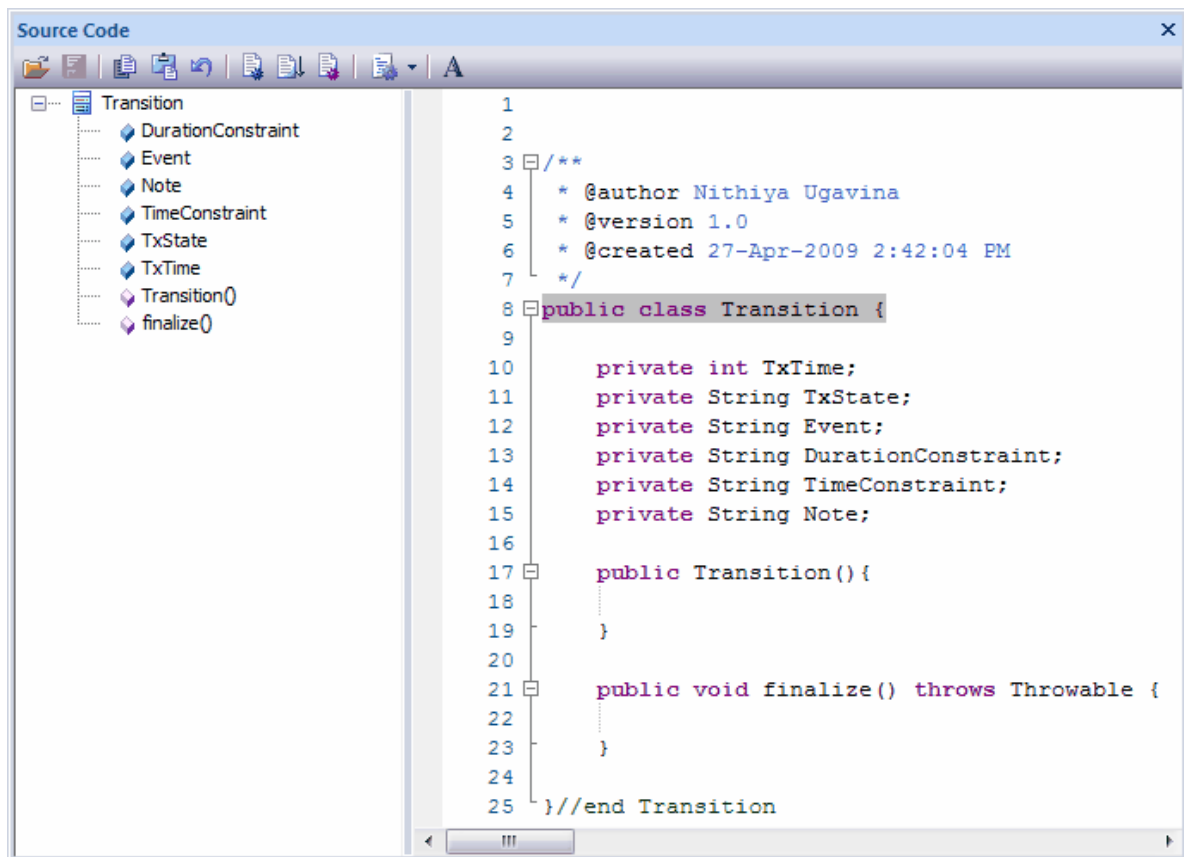 Source Code
A
Transition
DurationConstraint
Event
Note
TimeConstraint
TxState
TxTime
Transition()
finalize()
1
2
3 /**
4 * @author Nithiya Ugavina
5 * @version 1.0
6 * @created 27-Apr-2009 2:42:04 PM
7 */
8 public class Transition {
9
10 private int TxTime;
11 private String TxState;
12 private String Event;
13 private String DurationConstraint;
14 private String TimeConstraint;
15 private String Note;
16
17 public Transition(){
18
19 }
20
21 public void finalize() throws Throwable {
22
23 }
24
25 }//end Transition